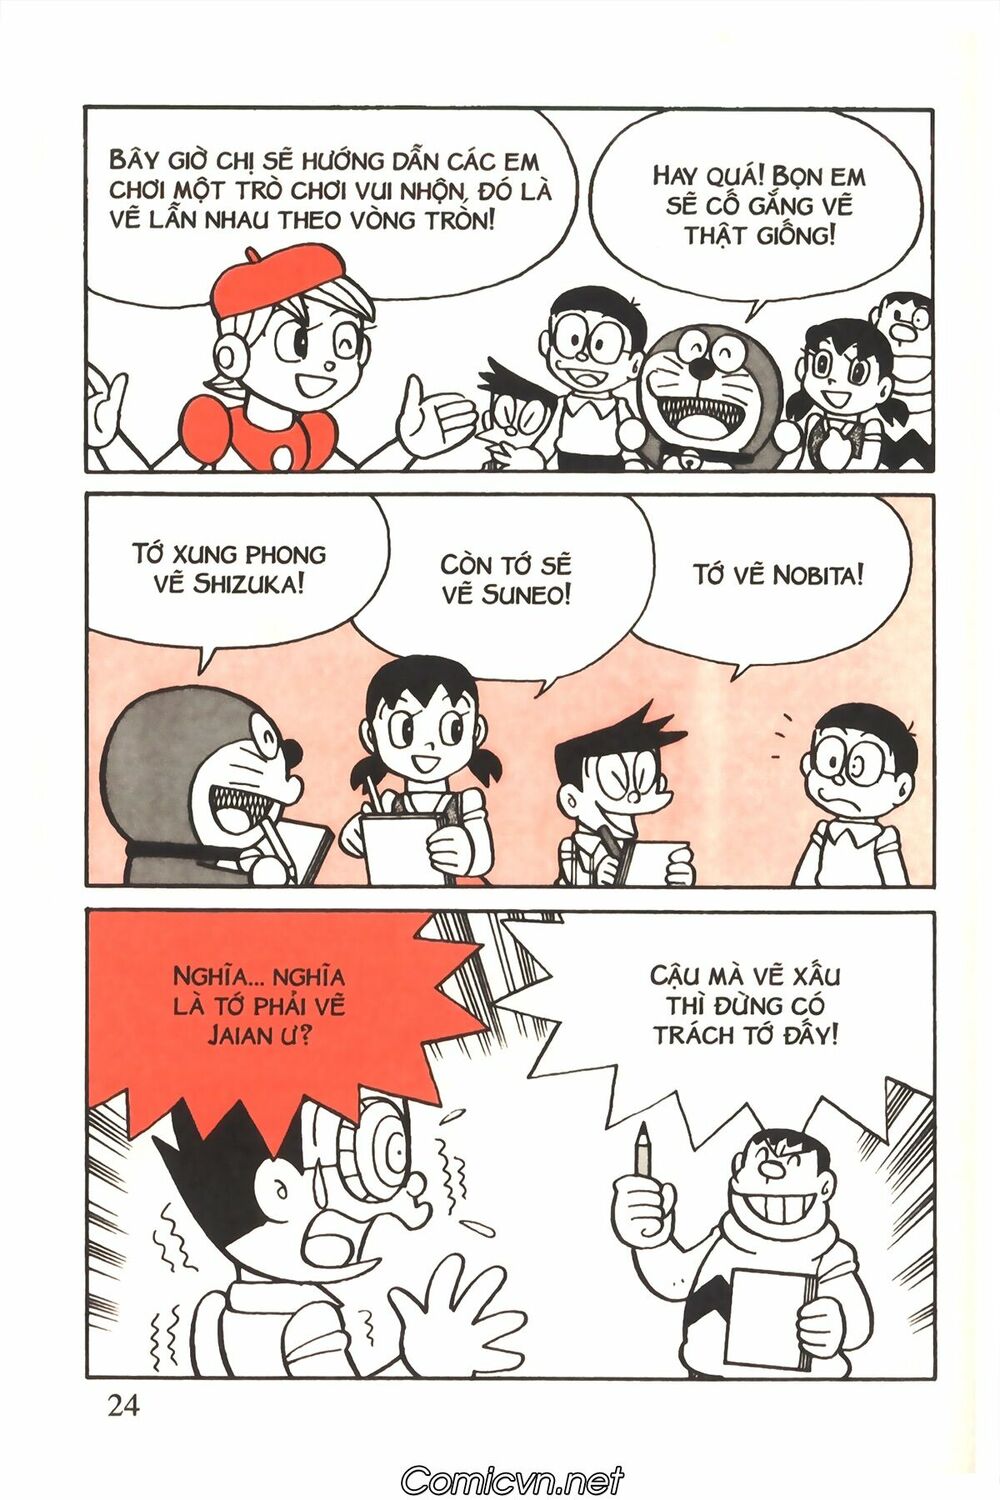 BÂY GIỜ CHỊ SẼ HƯỚNG DẪN CÁC EM
CHƠI MỘT TRÒ CHƠI VUI NHỘN, ĐÓ LÀ
VẼ LẪN NHAU THEO VÒNG TRÒN!
HAY QUÁ! BỌN EM
SẼ CỐ GẮNG VẼ
THẬT GIỐNG!
TỚ XUNG PHONG
VẼ SHIZUKA!
CÒN TỚ SẼ
VẼ SUNEO!
TỚ VẼ NOBITA!
NGHĨA... NGHĨA
LÀ TỚ PHẢI VẼ
JAIAN Ư?
CẬU MÀ VẼ XẤU
THÌ ĐỪNG CÓ
TRÁCH TỚ ĐẤY!
24
Comicvn.net